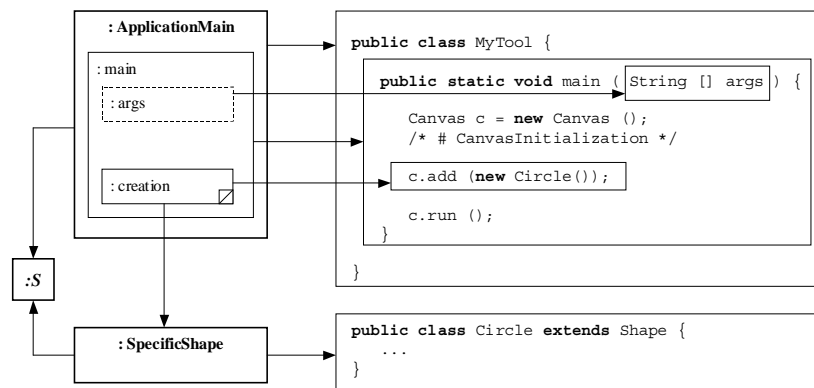 : ApplicationMain
: main
: args
: creation
:S
: SpecificShape
public class MyTool {
public static void main ( String [] args ) {
Canvas c = new Canvas ();
/* # CanvasInitialization */
c.add (new Circle());
c.run ();
}
}
public class Circle extends Shape {
...
}